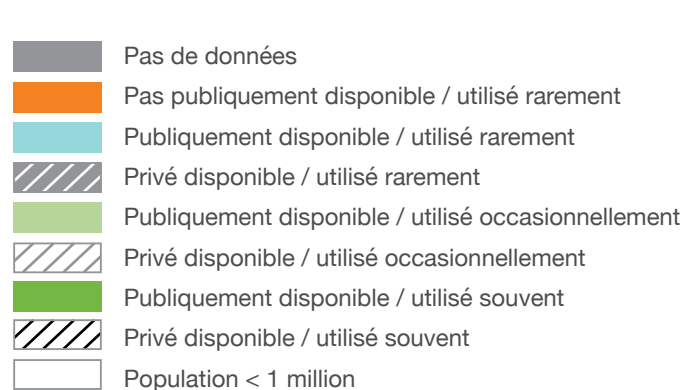 Pas de données
Pas publiquement disponible / utilisé rarement
Publiquement disponible / utilisé rarement
Privé disponible / utilisé rarement
Publiquement disponible / utilisé occasionnellement
Privé disponible / utilisé occasionnellement
Publiquement disponible / utilisé souvent
Privé disponible / utilisé souvent
Population < 1 million